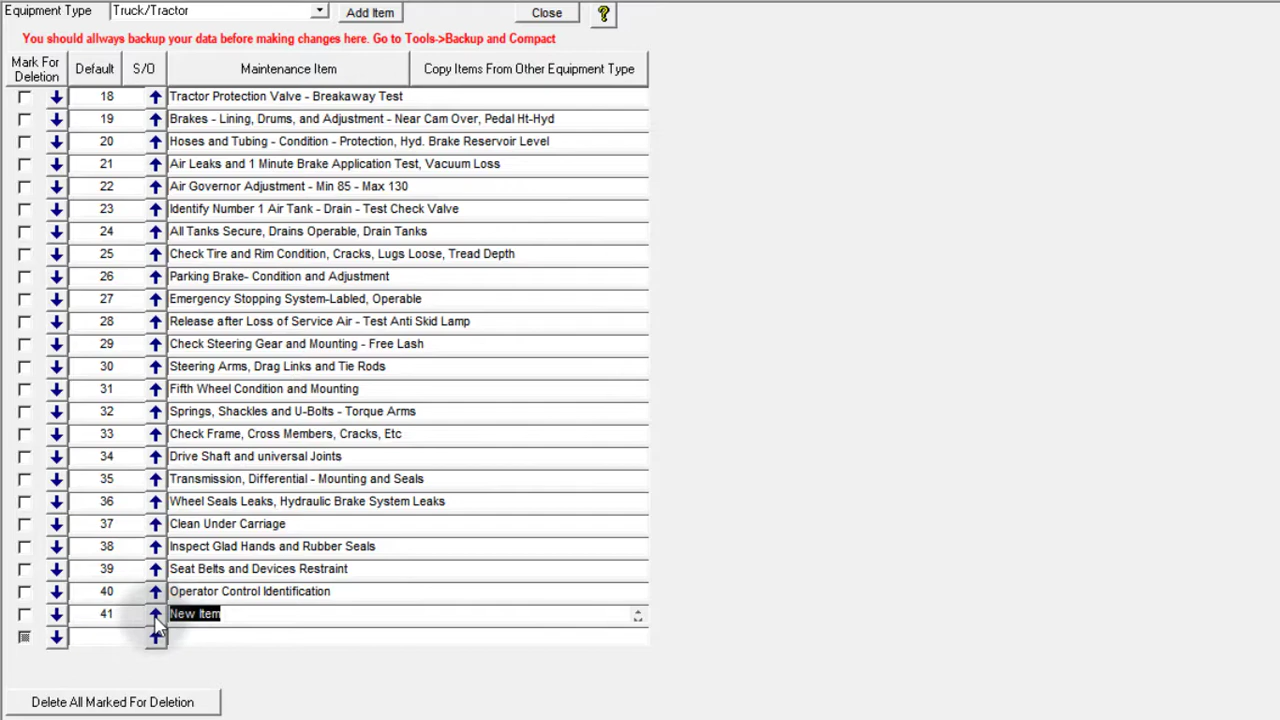 Equipment Type Truck/Tractor Add Item Close ?
You should allways backup your data before making changes here. Go to Tools->Backup and Compact
Mark For Deletion Default S/O Maintenance Item Copy Items From Other Equipment Type
18 Tractor Protection Valve - Breakaway Test
19 Brakes - Lining, Drums, and Adjustment - Near Cam Over, Pedal Ht-Hyd
20 Hoses and Tubing - Condition - Protection, Hyd. Brake Reservoir Level
21 Air Leaks and 1 Minute Brake Application Test, Vacuum Loss
22 Air Governor Adjustment - Min 85 - Max 130
23 Identify Number 1 Air Tank - Drain - Test Check Valve
24 All Tanks Secure, Drains Operable, Drain Tanks
25 Check Tire and Rim Condition, Cracks, Lugs Loose, Tread Depth
26 Parking Brake- Condition and Adjustment
27 Emergency Stopping System-Labled, Operable
28 Release after Loss of Service Air - Test Anti Skid Lamp
29 Check Steering Gear and Mounting - Free Lash
30 Steering Arms, Drag Links and Tie Rods
31 Fifth Wheel Condition and Mounting
32 Springs, Shackles and U-Bolts - Torque Arms
33 Check Frame, Cross Members, Cracks, Etc
34 Drive Shaft and universal Joints
35 Transmission, Differential - Mounting and Seals
36 Wheel Seals Leaks, Hydraulic Brake System Leaks
37 Clean Under Carriage
38 Inspect Glad Hands and Rubber Seals
39 Seat Belts and Devices Restraint
40 Operator Control Identification
41 New Item
Delete All Marked For Deletion